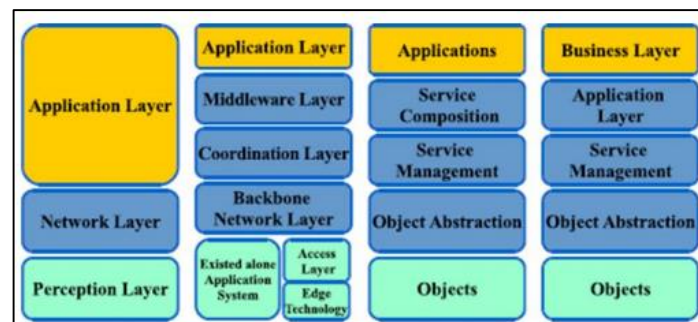 Application Layer
Network Layer
Perception Layer
Application Layer
Middleware Layer
Coordination Layer
Backbone
Network Layer
Existed alone
Application
System
Access
Layer
Edge
Technology
Applications
Service
Composition
Service
Management
Object Abstraction
Objects
Business Layer
Application
Layer
Service
Management
Object Abstraction
Objects